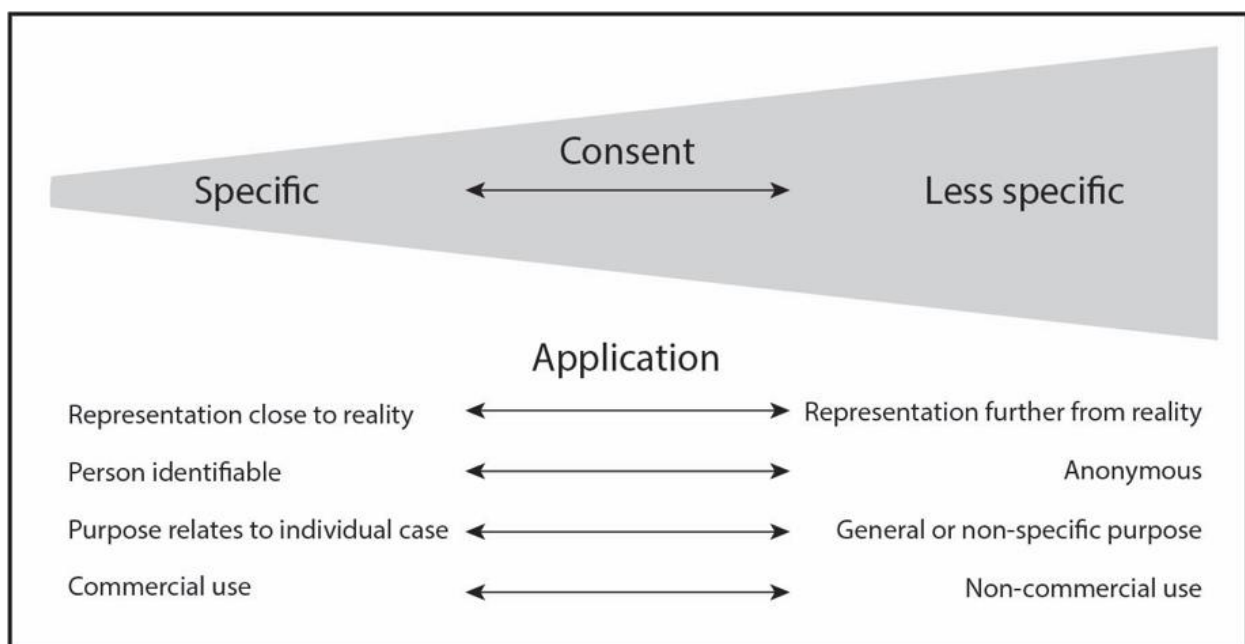 Consent
Specific Less specific
Application
Representation close to reality Representation further from reality
Person identifiable Anonymous
Purpose relates to individual case General or non-specific purpose
Commercial use Non-commercial use